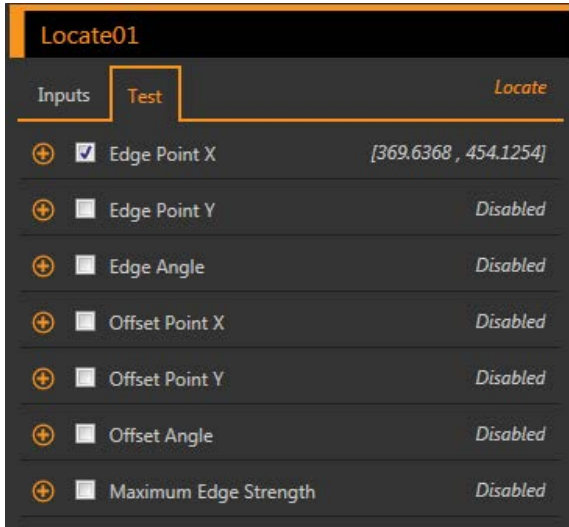 Locate01
Inputs Test Locate
Edge Point X [369.6368 , 454.1254]
Edge Point Y Disabled
Edge Angle Disabled
Offset Point X Disabled
Offset Point Y Disabled
Offset Angle Disabled
Maximum Edge Strength Disabled